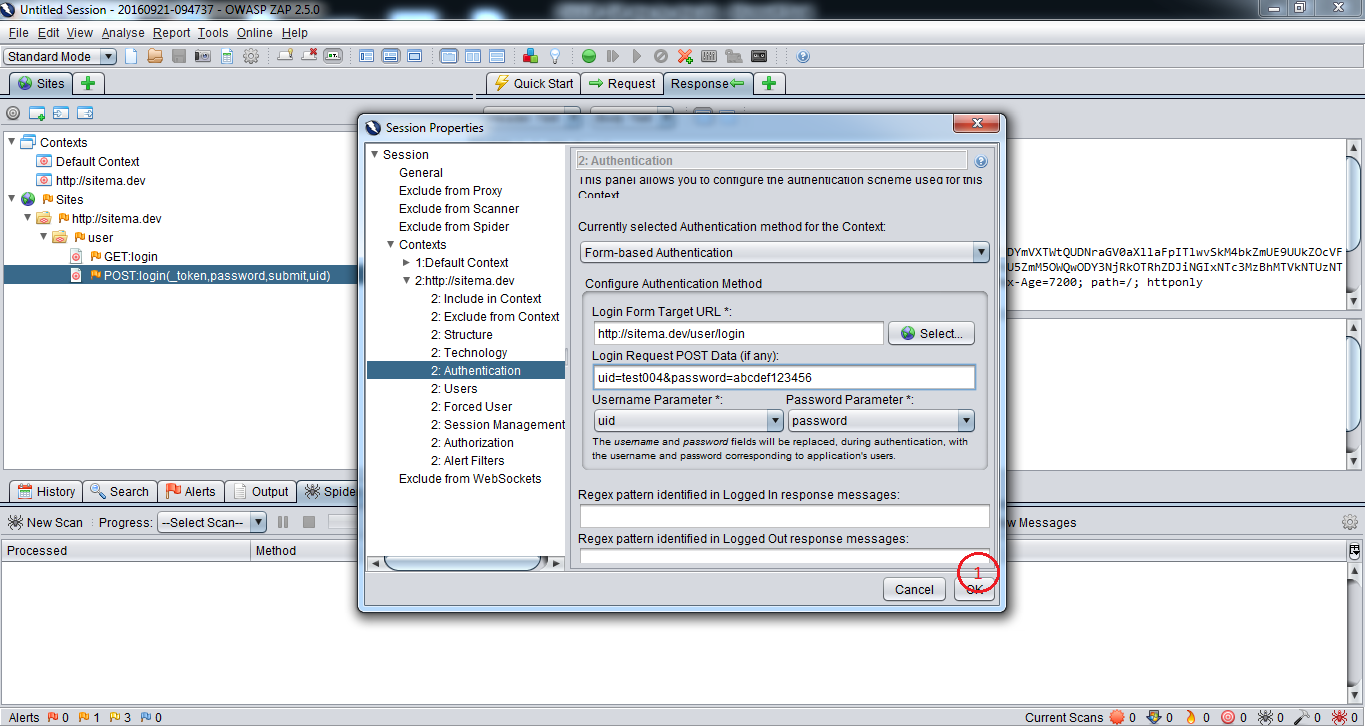 Untitled Session - 20160921-094737 - OWASP ZAP 2.5.0
File Edit View Analyse Report Tools Online Help
Standard Mode
Sites
Quick Start Request Response
Session Properties
Contexts
Default Context
http://sitema.dev
Sites
http://sitema.dev
user
GET:login
POST:login(_token,password,submit,uid)
Session
General
Exclude from Proxy
Exclude from Scanner
Exclude from Spider
Contexts
1:Default Context
2:http://sitema.dev
2: Include in Context
2: Exclude from Context
2: Structure
2: Technology
2: Authentication
2: Users
2: Forced User
2: Session Management
2: Authorization
2: Alert Filters
Exclude from WebSockets
2: Authentication
This panel allows you to configure the authentication scheme used for this
Context.
Currently selected Authentication method for the Context:
Form-based Authentication
Configure Authentication Method
Login Form Target URL *:
http://sitema.dev/user/login
Select...
Login Request POST Data (if any):
uid=test004&password=abcdef123456
Username Parameter *: Password Parameter *:
uid password
The username and password fields will be replaced, during authentication, with
the username and password corresponding to application's users.
Regex pattern identified in Logged In response messages:
Regex pattern identified in Logged Out response messages:
1
Cancel OK
x-Age=7200; path=/; httponly
History Search Alerts Output Spide
New Scan Progress: --Select Scan--
w Messages
Processed Method
Alerts 0 1 3 0
Current Scans 0 0 0 0 0 0 0